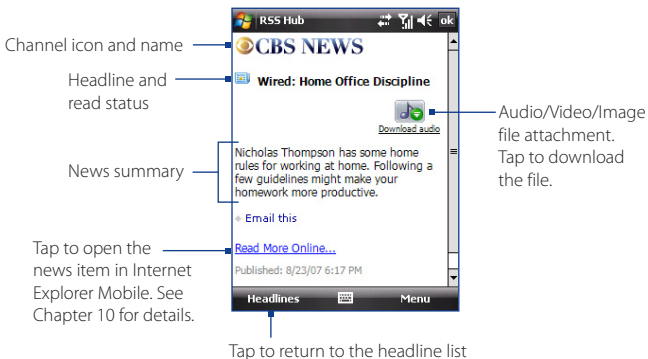 RSS Hub
ok
Channel icon and name
CBS NEWS
Headline and
read status
Wired: Home Office Discipline
Download audio
Audio/Video/Image
file attachment.
Tap to download
the file.
News summary
Nicholas Thompson has some home
rules for working at home. Following a
few guidelines might make your
homework more productive.
Email this
Tap to open the
news item in Internet
Explorer Mobile. See
Chapter 10 for details.
Read More Online...
Published: 8/23/07 6:17 PM
Headlines
Menu
Tap to return to the headline list